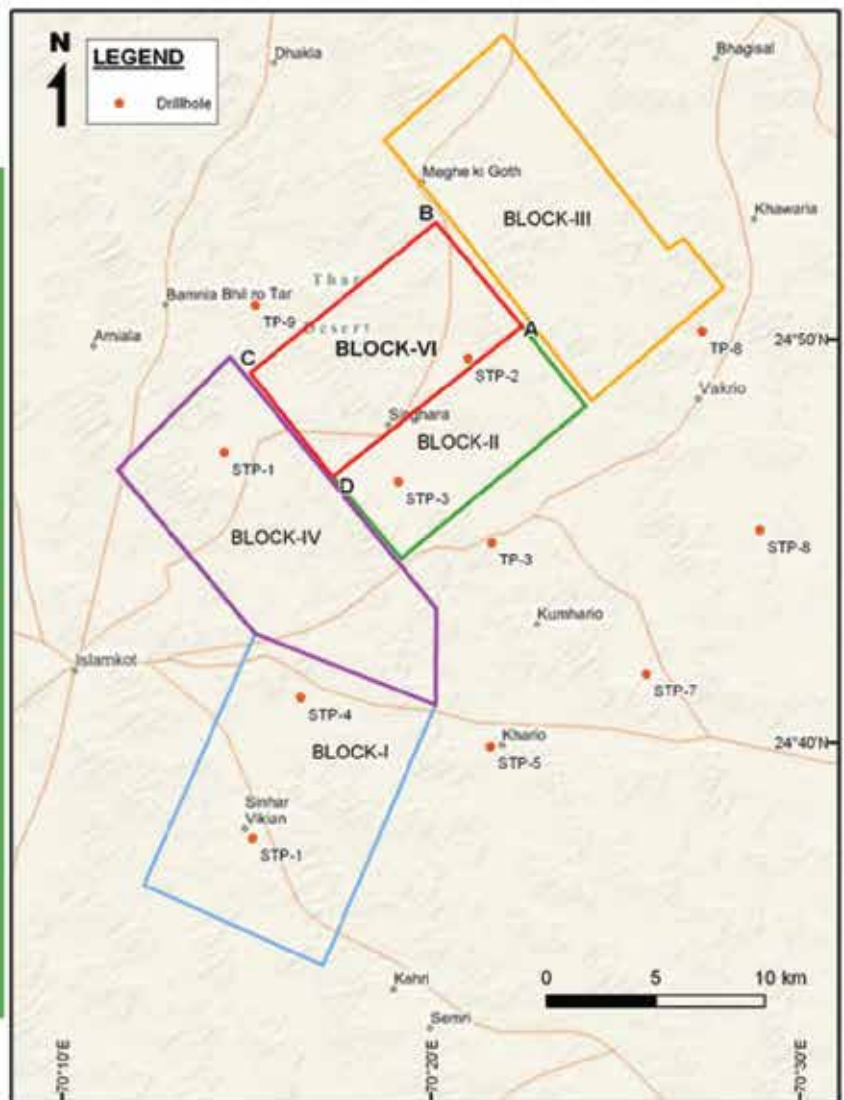 N
LEGEND
Drillhole
Dhakla
Bhagisal
Meghe ki Goth
Khawaria
BLOCK-III
B
Thar
Bamnia Bhil ro Tar
TP-9
Desert
Amiala
A
24°50'N
TP-8
BLOCK-VI
C
STP-2
Vakrio
Singhara
BLOCK-II
STP-1
D
STP-3
BLOCK-IV
TP-3
STP-8
Kumhario
Islamkot
STP-7
STP-4
24°40'N
Khario
BLOCK-I
STP-5
Sinhar
Vikian
STP-1
Kahri
0 5 10 km
Semri
70°10'E
70°20'E
70°30'E